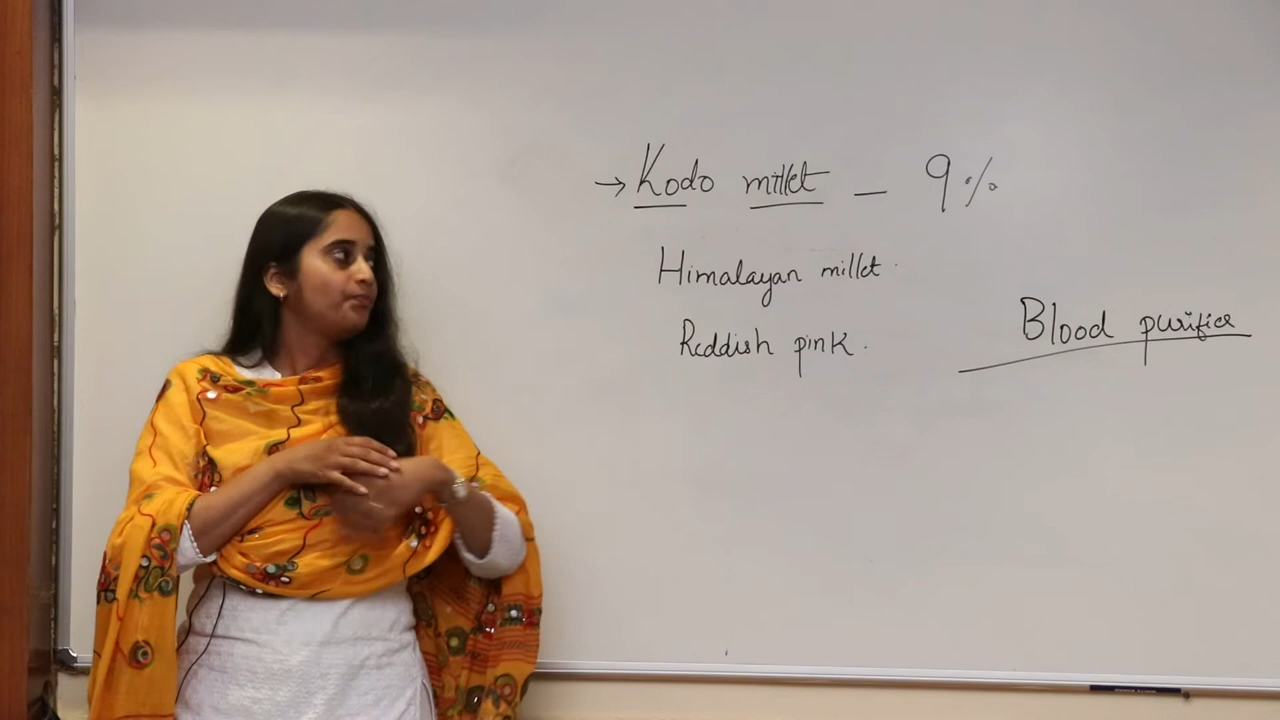 → Kodo millet – 9%
Himalayan millet
Reddish pink.
Blood purifier